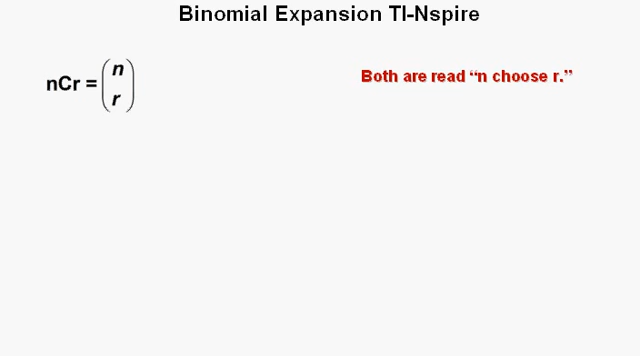 Binomial Expansion TI-Nspire
nCr = (n r)
Both are read “n choose r.”